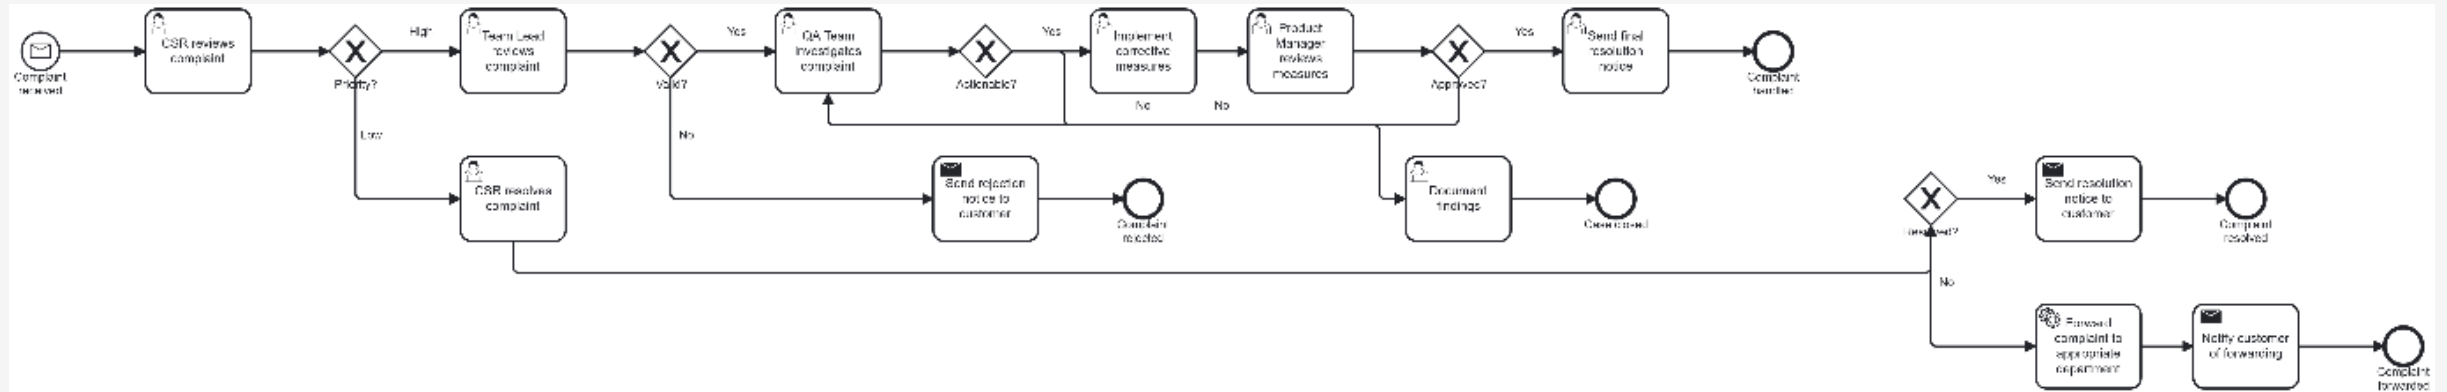 Complaint
received
CSR reviews
complaint
Priority?
High
Low
Team Lead
reviews
complaint
Valid?
Yes
No
QA Team
investigates
complaint
Actionable?
Yes
No
Implement
corrective
measures
Product
Manager
reviews
measures
No
Approved?
Yes
Send final
resolution
notice
Complaint
handled
CSR resolves
complaint
Send rejection
notice to
customer
Complaint
rejected
Document
findings
Case closed
Resolved?
Yes
No
Send resolution
notice to
customer
Complaint
resolved
Forward
complaint to
appropriate
department
Notify customer
of forwarding
Complaint
forwarded